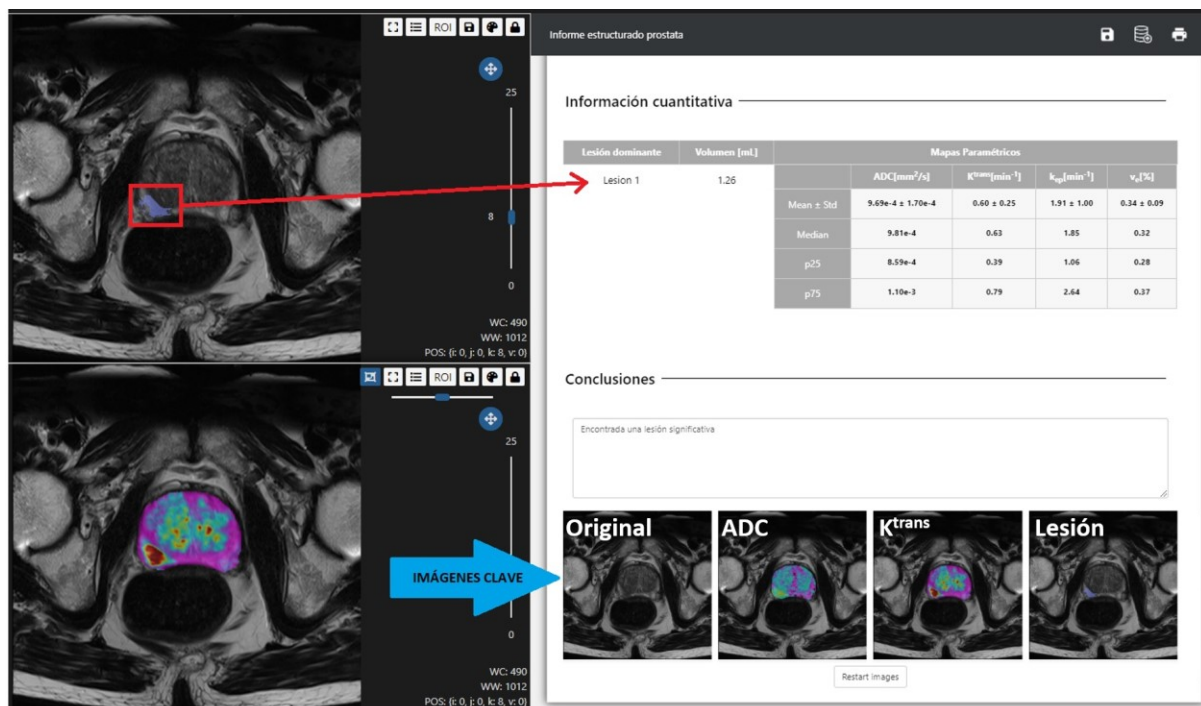 ROI
25
8
0
WC: 490
WW: 1012
POS: {i: 0, j: 0, k: 8, v: 0}
ROI
25
0
WC: 490
WW: 1012
POS: {i: 0, j: 0, k: 8, v: 0}
Informe estructurado prostata
Información cuantitativa
Lesión dominante Volumen [mL] Mapas Paramétricos
Lesion 1 1.26 ADC[mm²/s] Kᵗʳᵃⁿˢ[min⁻¹] kₑₚ[min⁻¹] vₑ[%]
Mean ± Std 9.69e-4 ± 1.70e-4 0.60 ± 0.25 1.91 ± 1.00 0.34 ± 0.09
Median 9.81e-4 0.63 1.85 0.32
p25 8.59e-4 0.39 1.06 0.28
p75 1.10e-3 0.79 2.64 0.37
Conclusiones
Encontrada una lesión significativa
IMÁGENES CLAVE
Original ADC Kᵗʳᵃⁿˢ Lesión
Restart images